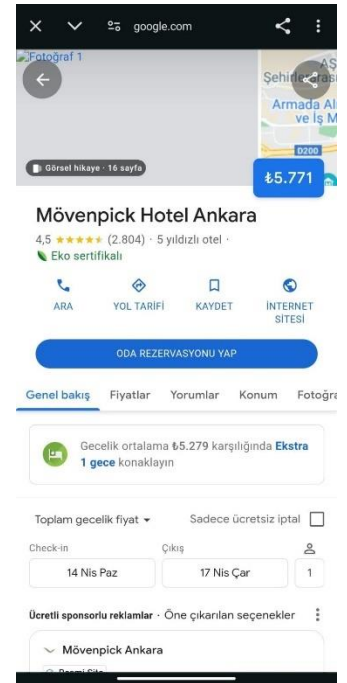 google.com
Fotoğraf 1
AŞ
Armada Al
ve İş M
D200
Görsel hikaye · 16 sayfa
₺5.771
Mövenpick Hotel Ankara
4,5 (2.804) · 5 yıldızlı otel ·
Eko sertifikalı
ARA
YOL TARİFİ
KAYDET
İNTERNET SİTESİ
ODA REZERVASYONU YAP
Genel bakış Fiyatlar Yorumlar Konum Fotoğra
Gecelik ortalama ₺5.279 karşılığında Ekstra
1 gece konaklayın
Toplam gecelik fiyat
Sadece ücretsiz iptal
Check-in
Çıkış
14 Nis Paz
17 Nis Çar
1
Ücretli sponsorlu reklamlar · Öne çıkarılan seçenekler
Mövenpick Ankara